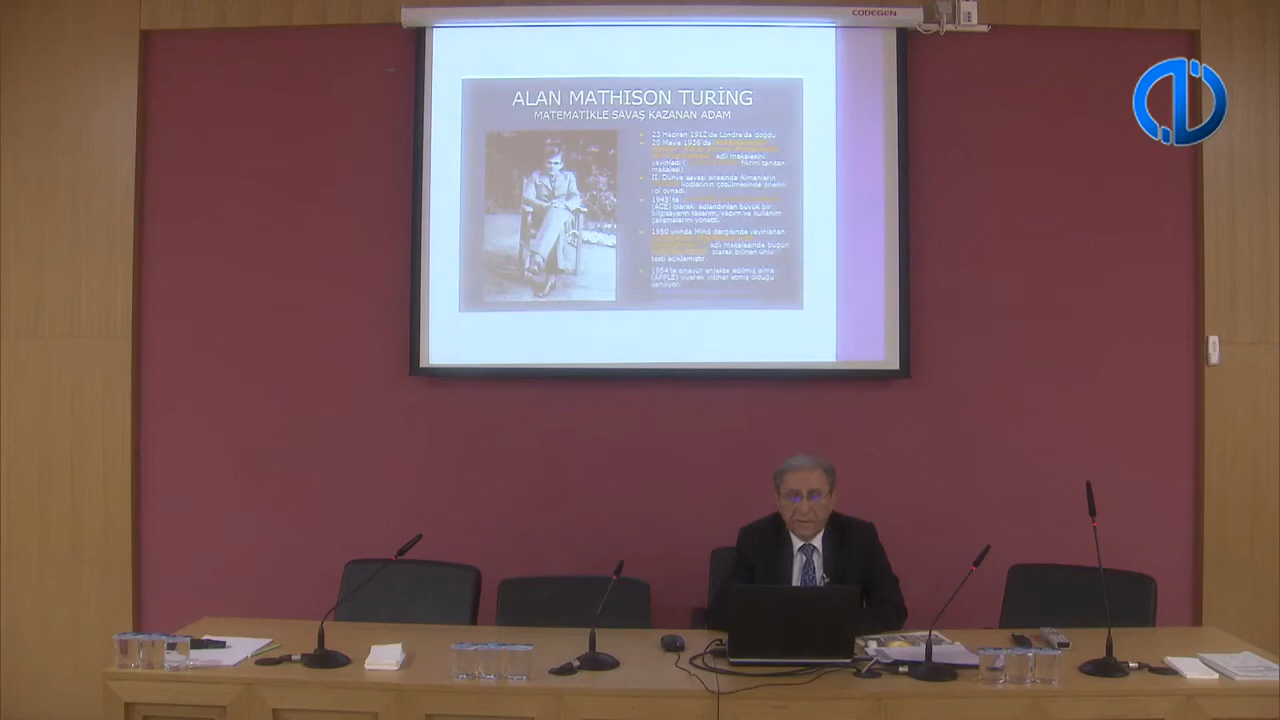 CODEGEN
ALAN MATHISON TURİNG
MATEMATİKLE SAVAŞ KAZANAN ADAM
23 Haziran 1912'de Londra'da doğdu
28 Mayıs 1936'da
adlı makalesini
yayınladı ( fikrini tanıtan
makalesi)
II. Dünya savaşı sırasında Almanların
kodlarının çözülmesinde önemli
rol oynadı
1945'te
(ACE) olarak adlandırılan büyük bir
bilgisayarın tasarım, yapım ve kullanım
çalışmalarını yönetti.
1950 yılında Mind dergisinde yayınlanan
adlı makalesinde bugün
olarak bilinen ünlü
testi açıklamıştır.
1954'te siyanür enjekte edilmiş elma
(APPLE) yiyerek intihar etmiş olduğu
sanılıyor.